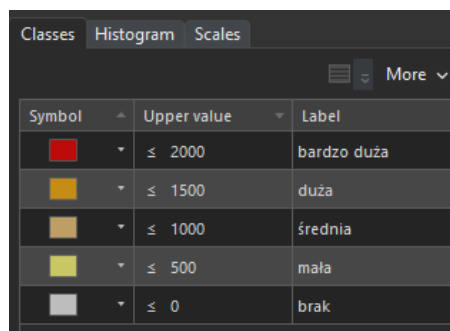 Classes Histogram Scales
More
Symbol Upper value Label
≤ 2000 bardzo duża
≤ 1500 duża
≤ 1000 średnia
≤ 500 mała
≤ 0 brak